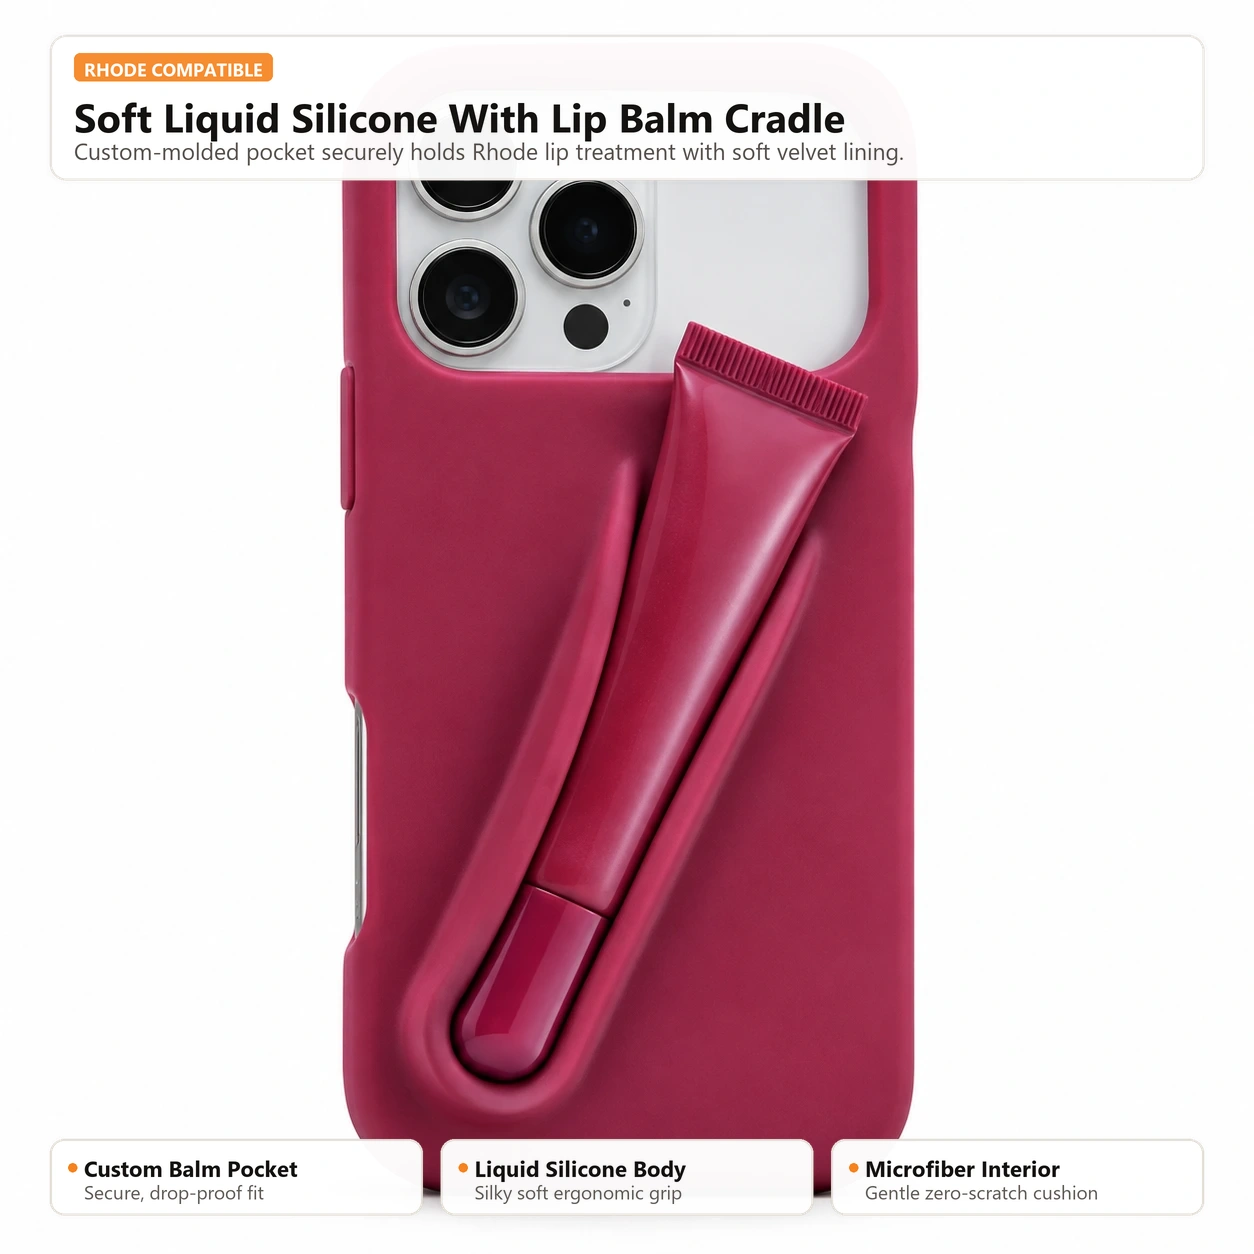 RHODE COMPATIBLE
Soft Liquid Silicone With Lip Balm Cradle
Custom-molded pocket securely holds Rhode lip treatment with soft velvet lining.
Custom Balm Pocket
Secure, drop-proof fit
Liquid Silicone Body
Silky soft ergonomic grip
Microfiber Interior
Gentle zero-scratch cushion